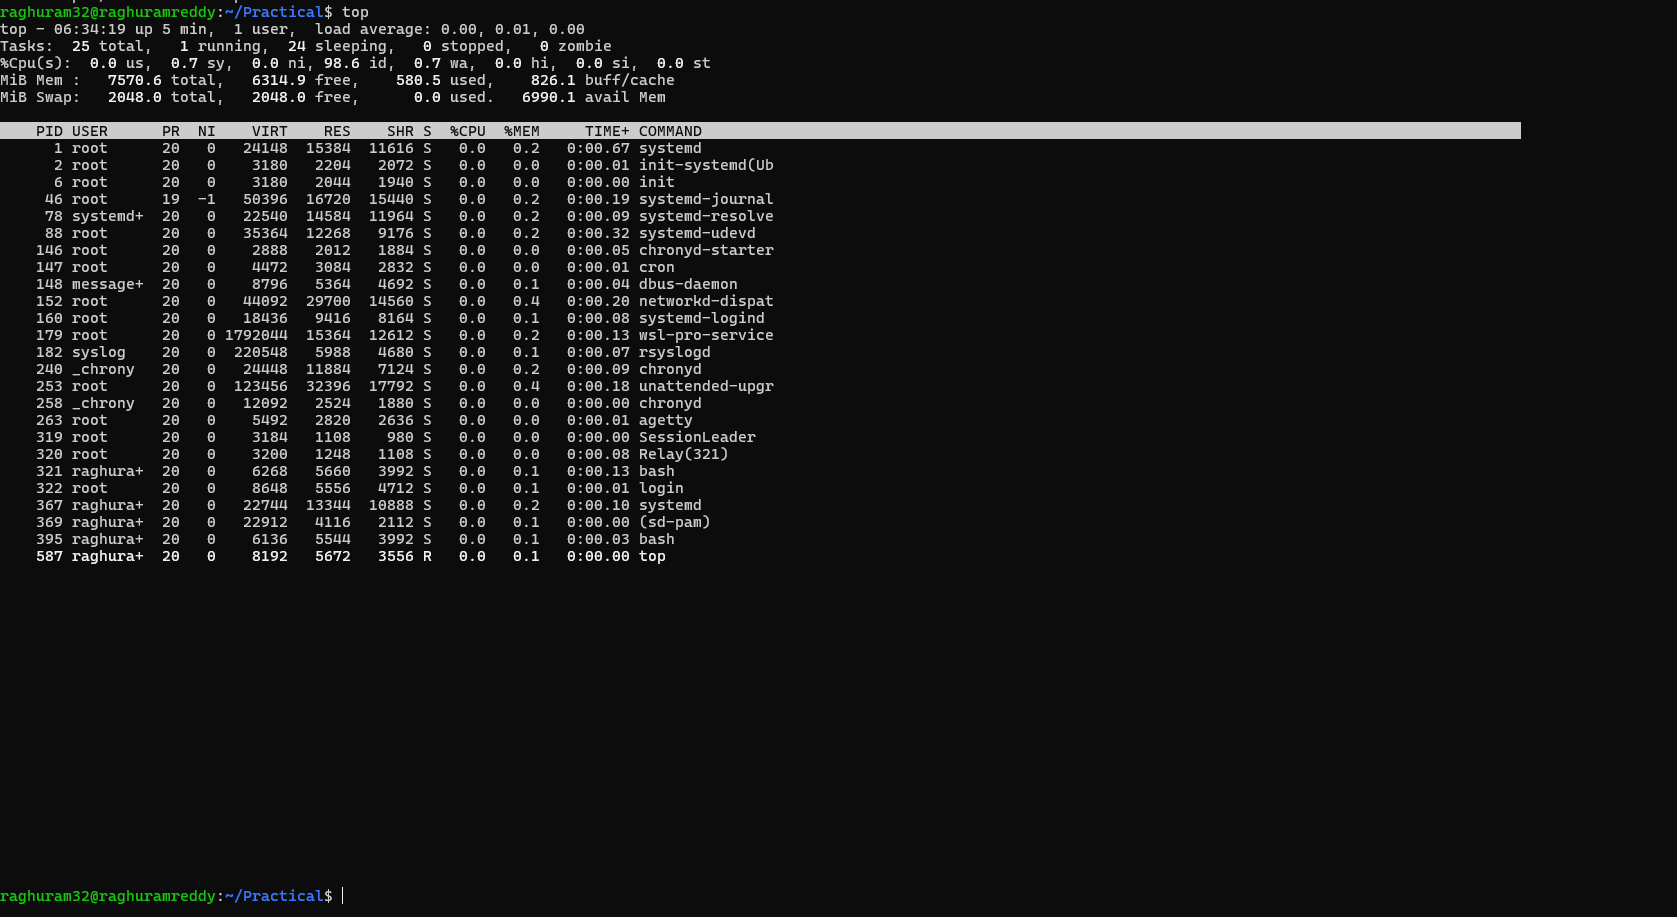 raghuram32@raghuramreddy:~/Practical$ top
top - 06:34:19 up 5 min,  1 user,  load average: 0.00, 0.01, 0.00
Tasks:  25 total,   1 running,  24 sleeping,   0 stopped,   0 zombie
%Cpu(s):  0.0 us,  0.7 sy,  0.0 ni, 98.6 id,  0.7 wa,  0.0 hi,  0.0 si,  0.0 st
MiB Mem :   7570.6 total,   6314.9 free,    580.5 used,    826.1 buff/cache
MiB Swap:   2048.0 total,   2048.0 free,      0.0 used.   6990.1 avail Mem
    PID USER      PR  NI    VIRT    RES    SHR S  %CPU  %MEM     TIME+ COMMAND
      1 root      20   0   24148  15384  11616 S   0.0   0.2   0:00.67 systemd
      2 root      20   0    3180   2204   2072 S   0.0   0.0   0:00.01 init-systemd(Ub
      6 root      20   0    3180   2044   1940 S   0.0   0.0   0:00.00 init
     46 root      19  -1   50396  16720  15440 S   0.0   0.2   0:00.19 systemd-journal
     78 systemd+  20   0   22540  14584  11964 S   0.0   0.2   0:00.09 systemd-resolve
     88 root      20   0   35364  12268   9176 S   0.0   0.2   0:00.32 systemd-udevd
    146 root      20   0    2888   2012   1884 S   0.0   0.0   0:00.05 chronyd-starter
    147 root      20   0    4472   3084   2832 S   0.0   0.0   0:00.01 cron
    148 message+  20   0    8796   5364   4692 S   0.0   0.1   0:00.04 dbus-daemon
    152 root      20   0   44092  29700  14560 S   0.0   0.4   0:00.20 networkd-dispat
    160 root      20   0   18436   9416   8164 S   0.0   0.1   0:00.08 systemd-logind
    179 root      20   0 1792044  15364  12612 S   0.0   0.2   0:00.13 wsl-pro-service
    182 syslog    20   0  220548   5988   4680 S   0.0   0.1   0:00.07 rsyslogd
    240 _chrony   20   0   24448  11884   7124 S   0.0   0.2   0:00.09 chronyd
    253 root      20   0  123456  32396  17792 S   0.0   0.4   0:00.18 unattended-upgr
    258 _chrony   20   0   12092   2524   1880 S   0.0   0.0   0:00.00 chronyd
    263 root      20   0    5492   2820   2636 S   0.0   0.0   0:00.01 agetty
    319 root      20   0    3184   1108    980 S   0.0   0.0   0:00.00 SessionLeader
    320 root      20   0    3200   1248   1108 S   0.0   0.0   0:00.08 Relay(321)
    321 raghura+  20   0    6268   5660   3992 S   0.0   0.1   0:00.13 bash
    322 root      20   0    8648   5556   4712 S   0.0   0.1   0:00.01 login
    367 raghura+  20   0   22744  13344  10888 S   0.0   0.2   0:00.10 systemd
    369 raghura+  20   0   22912   4116   2112 S   0.0   0.1   0:00.00 (sd-pam)
    395 raghura+  20   0    6136   5544   3992 S   0.0   0.1   0:00.03 bash
    587 raghura+  20   0    8192   5672   3556 R   0.0   0.1   0:00.00 top
raghuram32@raghuramreddy:~/Practical$